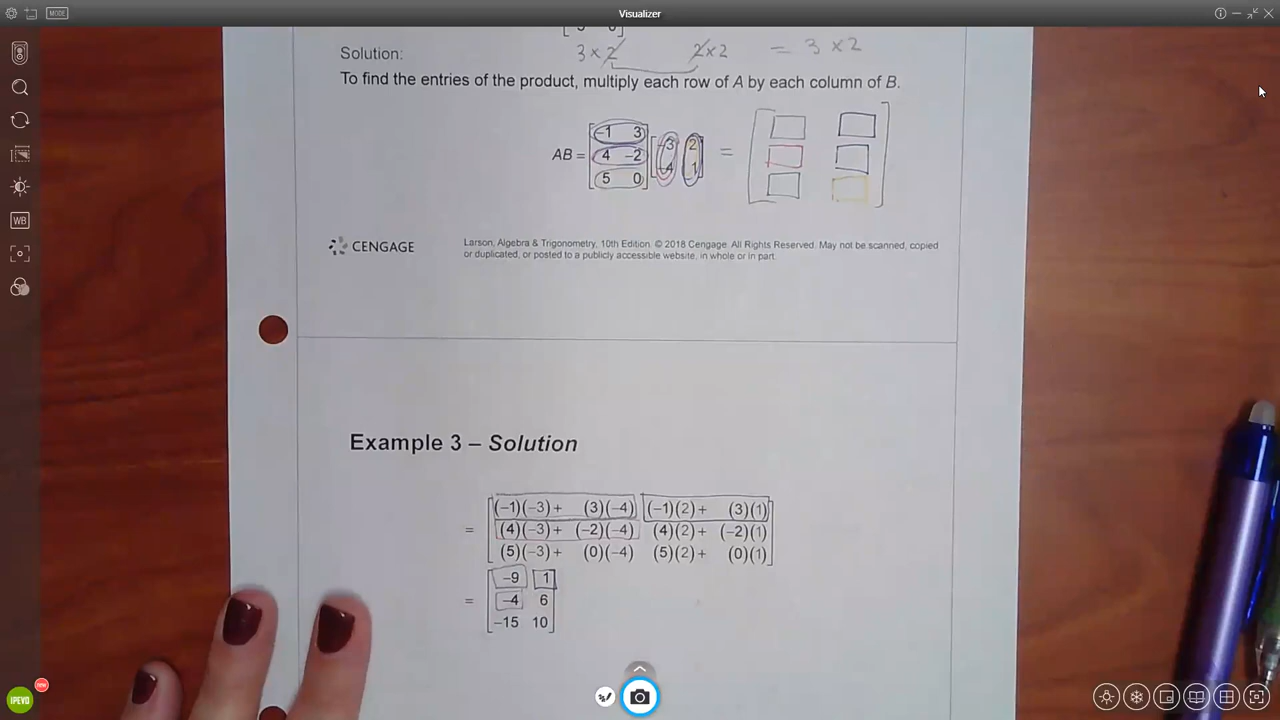 MODE
Visualizer
WB
Solution:
3 × 2 2 × 2 = 3 × 2
To find the entries of the product, multiply each row of A by each column of B.
AB = [−1 3 [−3 2 =
4 −2
5 0] −4 1]
CENGAGE
Larson, Algebra & Trigonometry, 10th Edition. © 2018 Cengage. All Rights Reserved. May not be scanned, copied
or duplicated, or posted to a publicly accessible website, in whole or in part.
Example 3 – Solution
(−1)(−3) + (3)(−4) (−1)(2) + (3)(1)
= (4)(−3) + (−2)(−4) (4)(2) + (−2)(1)
(5)(−3) + (0)(−4) (5)(2) + (0)(1)
−9 1
= −4 6
−15 10
IPEVO
new